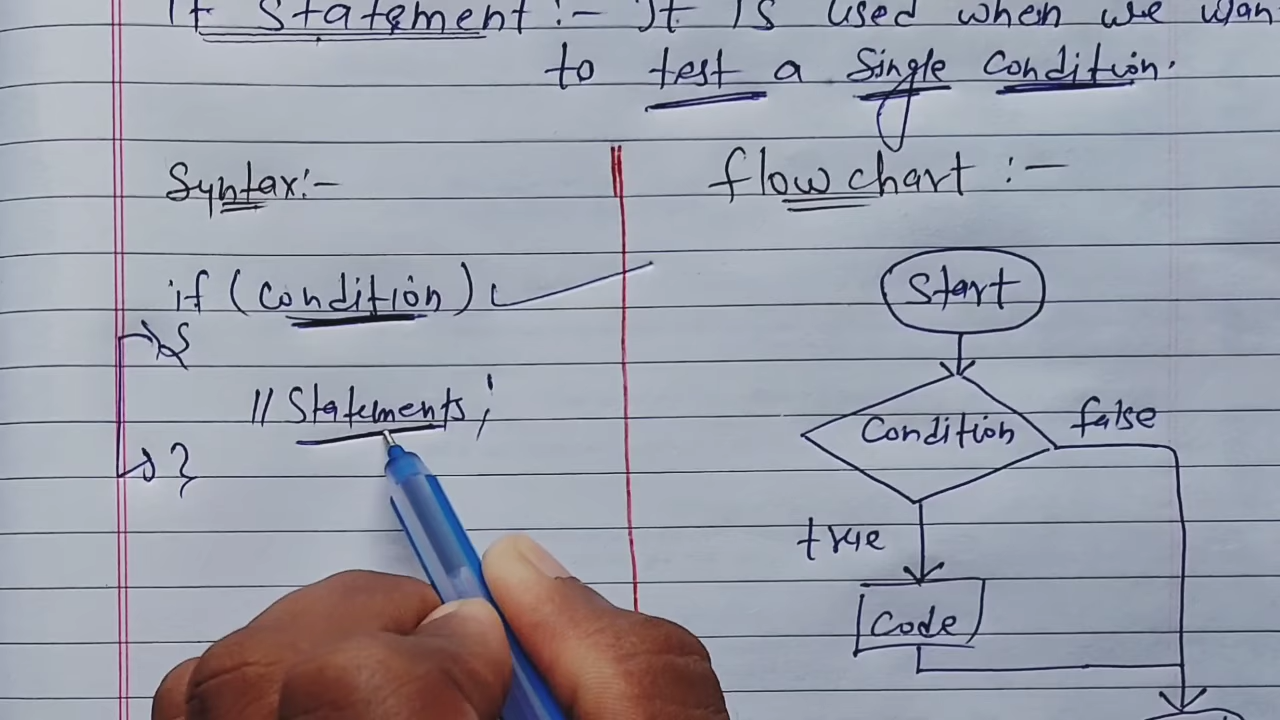 If Statement :- It is used when we wan
to test a single condition.
Syntax:-
if (condition)
{
// Statements;
}
flow chart :-
Start
Condition
false
true
Code